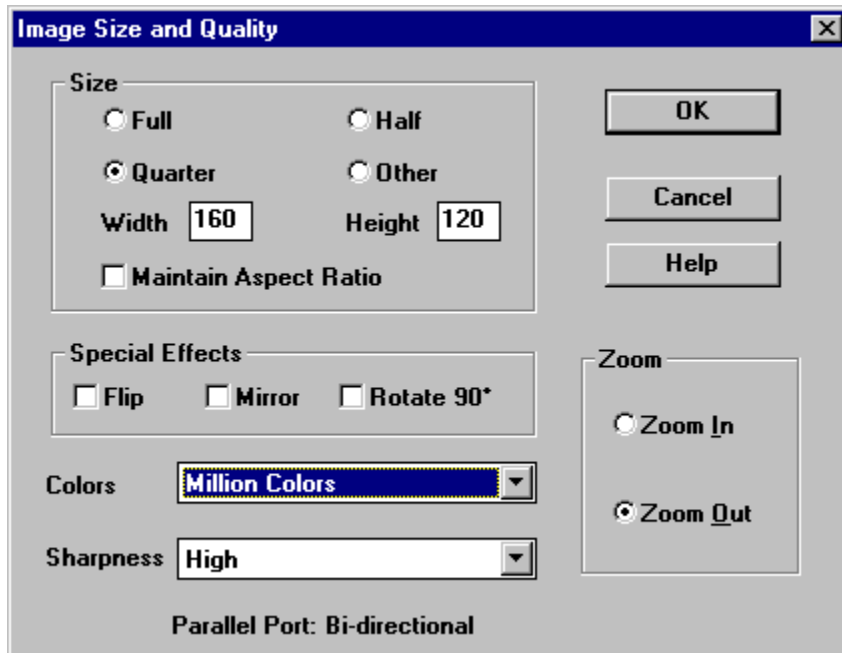 Image Size and Quality
Size
Full
Half
Quarter
Other
Width 160
Height 120
Maintain Aspect Ratio
OK
Cancel
Help
Special Effects
Flip
Mirror
Rotate 90°
Zoom
Zoom In
Zoom Out
Colors Million Colors
Sharpness High
Parallel Port: Bi-directional